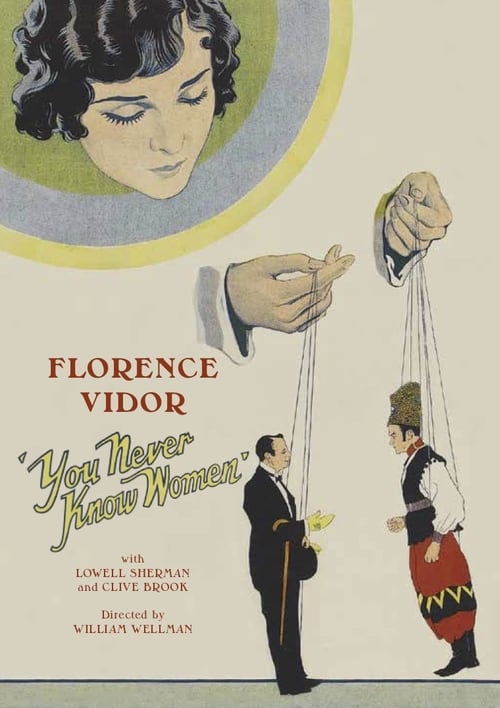 FLORENCE
VIDOR
'You Never
Know Women'
with
LOWELL SHERMAN
and CLIVE BROOK
Directed by
WILLIAM WELLMAN